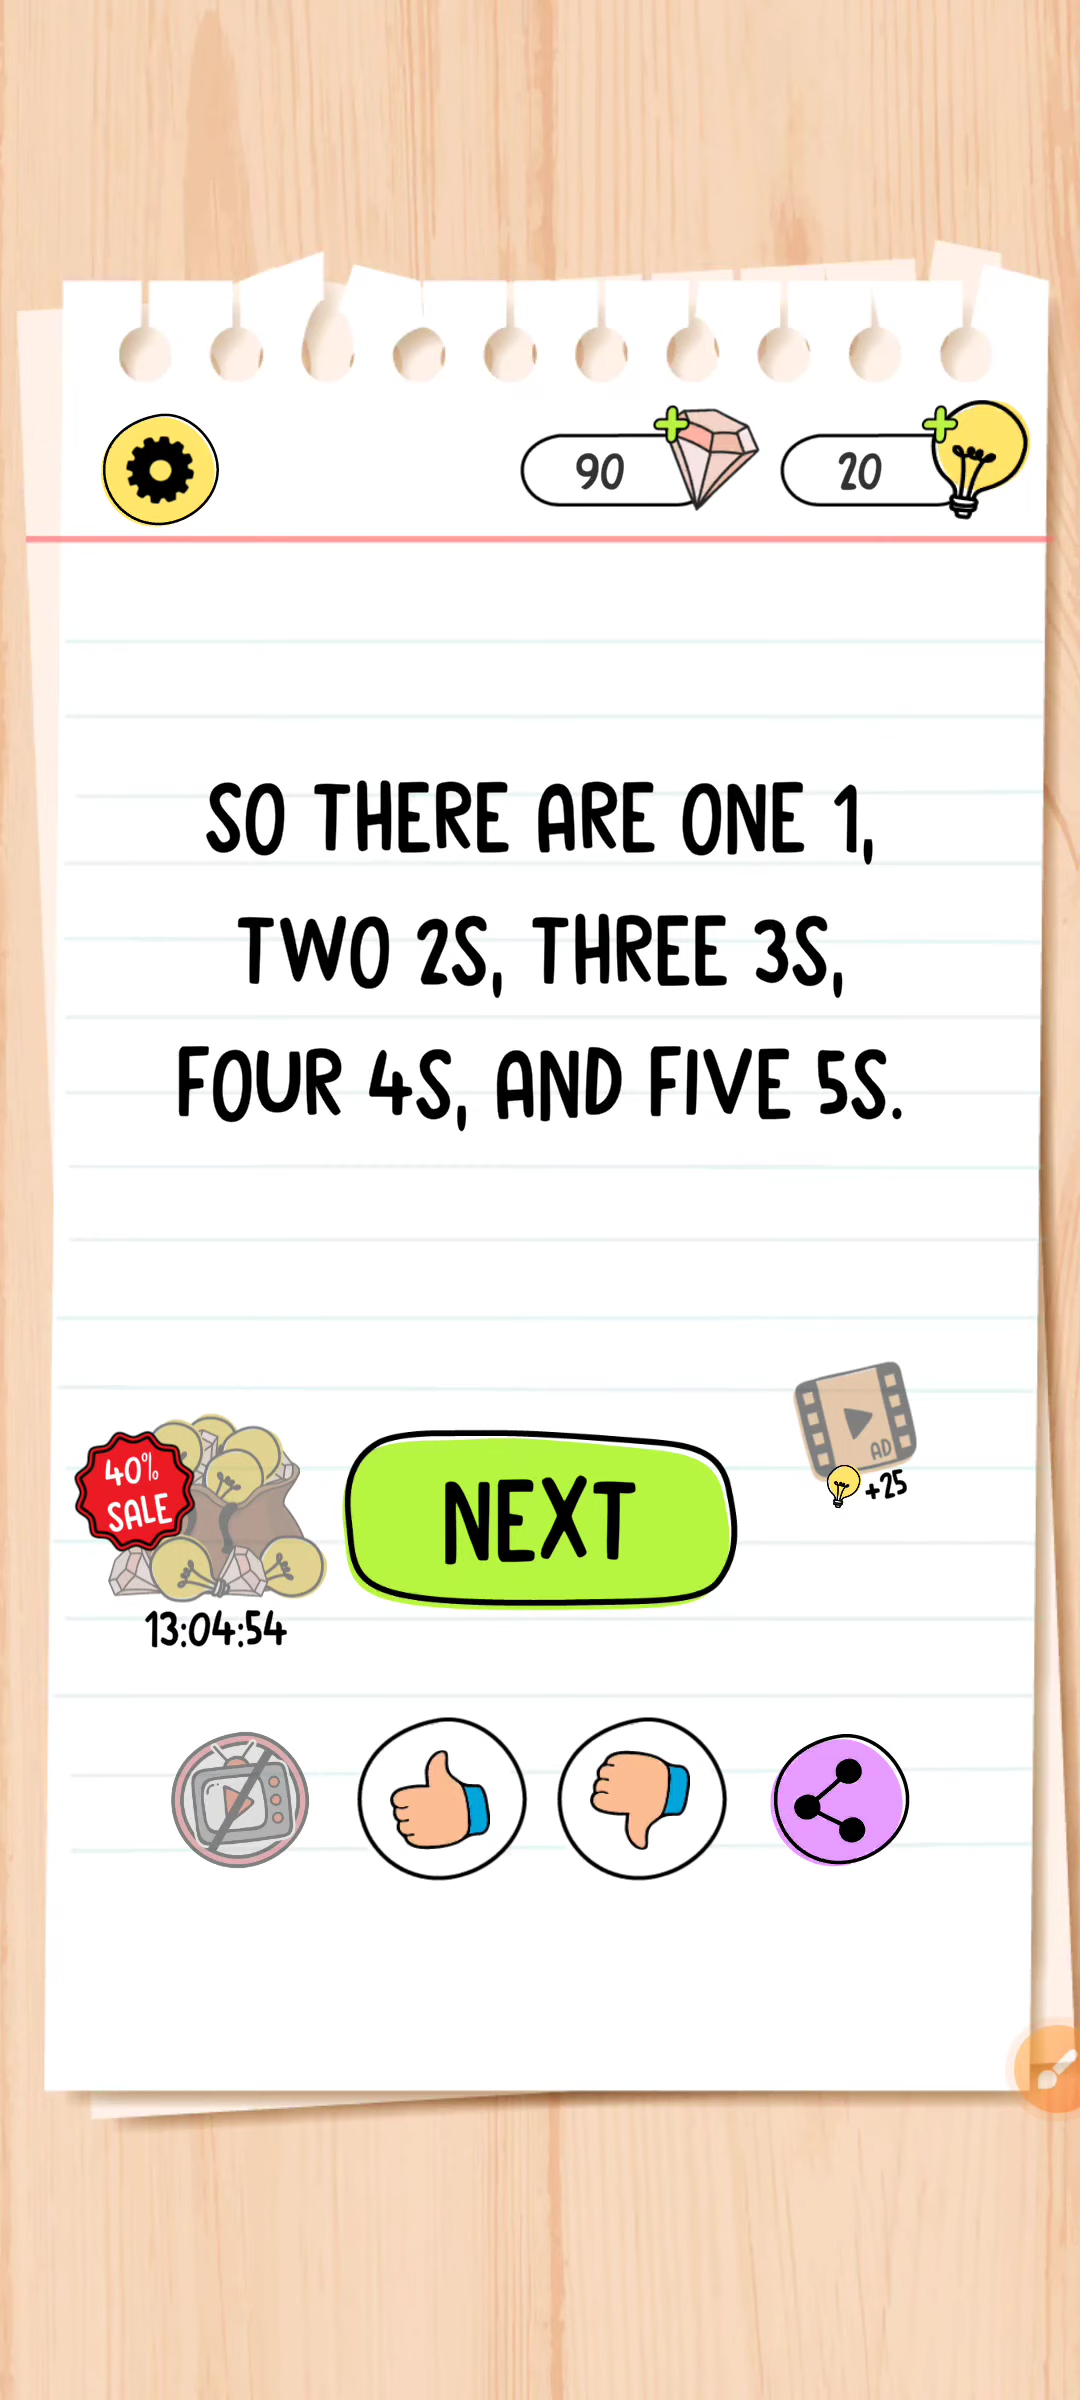 90
20
SO THERE ARE ONE 1,
TWO 2S, THREE 3S,
FOUR 4S, AND FIVE 5S.
AD
+25
40%
SALE
NEXT
13:04:54